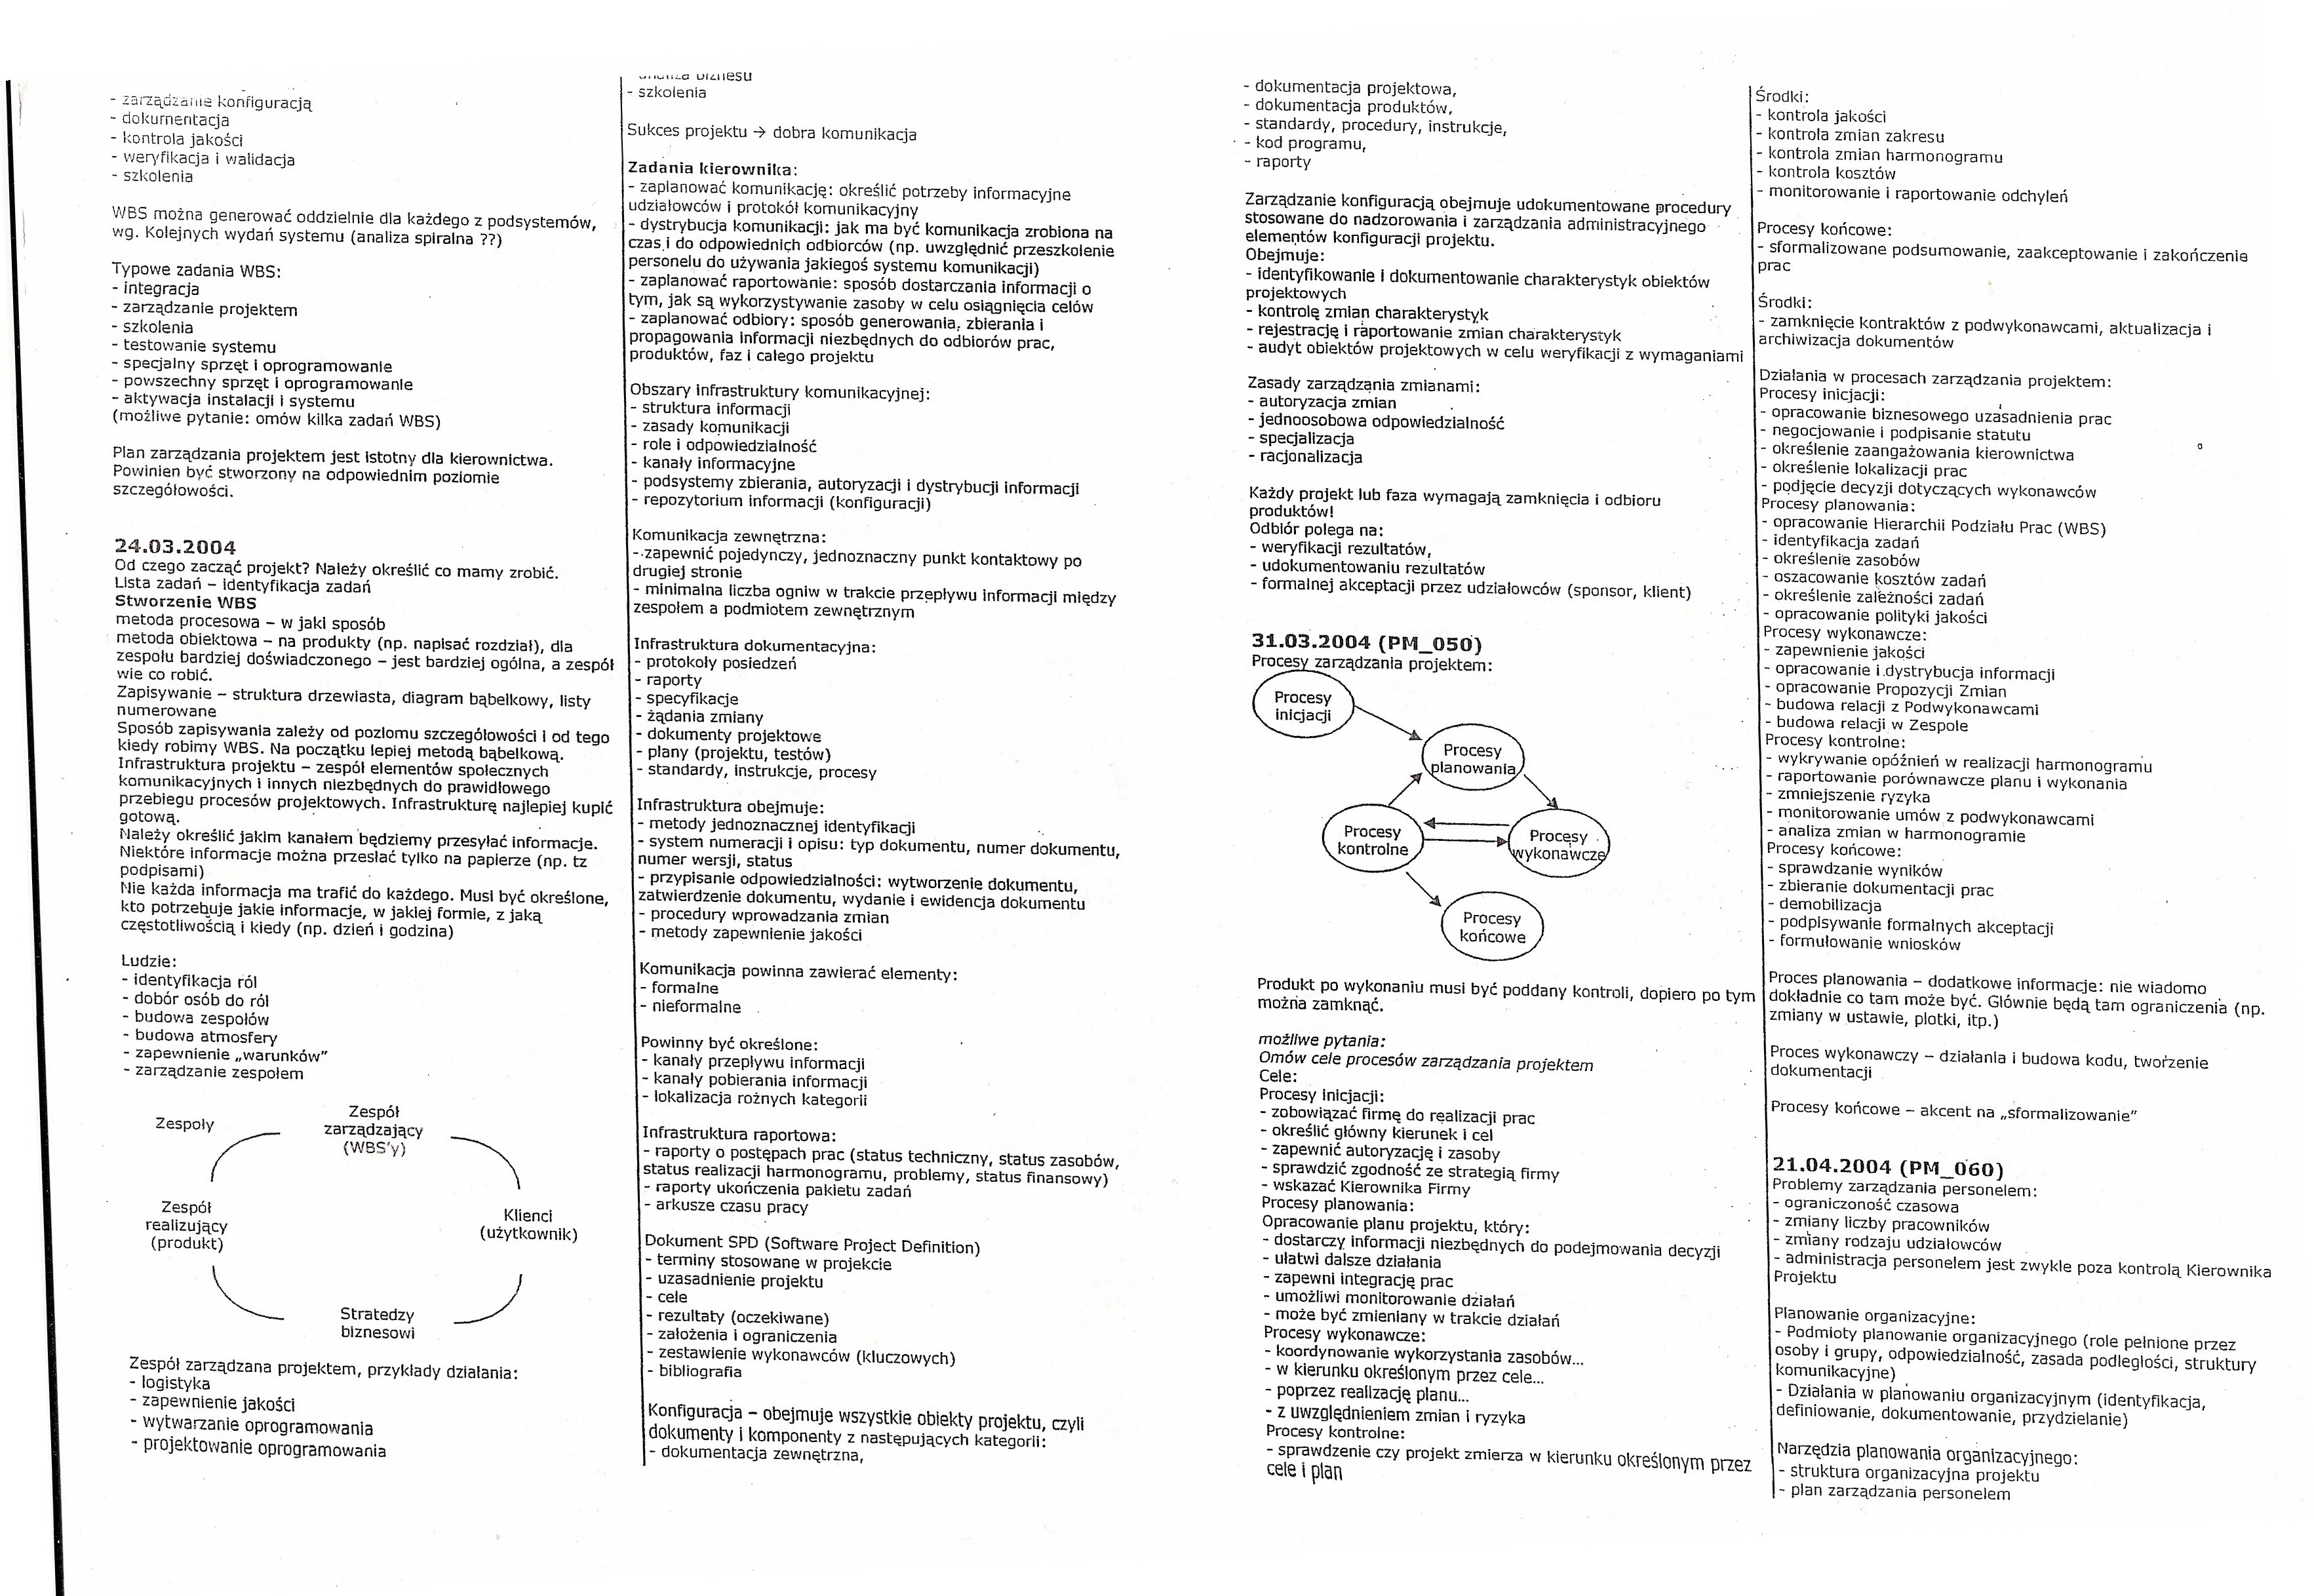 - zarządzanie konfiguracją
- dokumentacja
- kontrola jakości
- weryfikacja i walidacja
- szkolenia
WBS można generować oddzielnie dla każdego z podsystemów,
wg. Kolejnych wydań systemu (analiza spiralna ??)
Typowe zadania WBS:
- integracja
- zarządzanie projektem
- szkolenia
- testowanie systemu
- specjalny sprzęt i oprogramowanie
- powszechny sprzęt i oprogramowanie
- aktywacja instalacji i systemu
(możliwe pytanie: omów kilka zadań WBS)
Plan zarządzania projektem jest istotny dla kierownictwa.
Powinien być stworzony na odpowiednim poziomie
szczegółowości.
24.03.2004
Od czego zacząć projekt? Należy określić co mamy zrobić.
Lista zadań – identyfikacja zadań
Stworzenie WBS
metoda procesowa – w jaki sposób
metoda obiektowa – na produkty (np. napisać rozdział), dla
zespołu bardziej doświadczonego – jest bardziej ogólna, a zespół
wie co robić.
Zapisywanie – struktura drzewiasta, diagram bąbelkowy, listy
numerowane
Sposób zapisywania zależy od poziomu szczegółowości i od tego
kiedy robimy WBS. Na początku lepiej metodą bąbelkową.
Infrastruktura projektu – zespół elementów społecznych
komunikacyjnych i innych niezbędnych do prawidłowego
przebiegu procesów projektowych. Infrastrukturę najlepiej kupić
gotową.
Należy określić jakim kanałem będziemy przesyłać informacje.
Niektóre informacje można przesłać tylko na papierze (np. tz
podpisami)
Nie każda informacja ma trafić do każdego. Musi być określone,
kto potrzebuje jakie informacje, w jakiej formie, z jaką
częstotliwością i kiedy (np. dzień i godzina)
Ludzie:
- identyfikacja ról
- dobór osób do ról
- budowa zespołów
- budowa atmosfery
- zapewnienie „warunków”
- zarządzanie zespołem
Zespoły
Zespół
zarządzający
(WBS'y)
Zespół
realizujący
(produkt)
Klienci
(użytkownik)
Stratedzy
biznesowi
Zespół zarządzana projektem, przykłady działania:
- logistyka
- zapewnienie jakości
- wytwarzanie oprogramowania
- projektowanie oprogramowania
biznesu
- szkolenia
Sukces projektu → dobra komunikacja
Zadania kierownika:
- zaplanować komunikację: określić potrzeby informacyjne
udziałowców i protokół komunikacyjny
- dystrybucja komunikacji: jak ma być komunikacja zrobiona na
czas i do odpowiednich odbiorców (np. uwzględnić przeszkolenie
personelu do używania jakiegoś systemu komunikacji)
- zaplanować raportowanie: sposób dostarczania informacji o
tym, jak są wykorzystywanie zasoby w celu osiągnięcia celów
- zaplanować odbiory: sposób generowania, zbierania i
propagowania informacji niezbędnych do odbiorów prac,
produktów, faz i całego projektu
Obszary infrastruktury komunikacyjnej:
- struktura informacji
- zasady komunikacji
- role i odpowiedzialność
- kanały informacyjne
- podsystemy zbierania, autoryzacji i dystrybucji informacji
- repozytorium informacji (konfiguracji)
Komunikacja zewnętrzna:
- zapewnić pojedynczy, jednoznaczny punkt kontaktowy po
drugiej stronie
- minimalna liczba ogniw w trakcie przepływu informacji między
zespołem a podmiotem zewnętrznym
Infrastruktura dokumentacyjna:
- protokoły posiedzeń
- raporty
- specyfikacje
- żądania zmiany
- dokumenty projektowe
- plany (projektu, testów)
- standardy, instrukcje, procesy
Infrastruktura obejmuje:
- metody jednoznacznej identyfikacji
- system numeracji i opisu: typ dokumentu, numer dokumentu,
numer wersji, status
- przypisanie odpowiedzialności: wytworzenie dokumentu,
zatwierdzenie dokumentu, wydanie i ewidencja dokumentu
- procedury wprowadzania zmian
- metody zapewnienie jakości
Komunikacja powinna zawierać elementy:
- formalne
- nieformalne
Powinny być określone:
- kanały przepływu informacji
- kanały pobierania informacji
- lokalizacja rożnych kategorii
Infrastruktura raportowa:
- raporty o postępach prac (status techniczny, status zasobów,
status realizacji harmonogramu, problemy, status finansowy)
- raporty ukończenia pakietu zadań
- arkusze czasu pracy
Dokument SPD (Software Project Definition)
- terminy stosowane w projekcie
- uzasadnienie projektu
- cele
- rezultaty (oczekiwane)
- założenia i ograniczenia
- zestawienie wykonawców (kluczowych)
- bibliografia
Konfiguracja – obejmuje wszystkie obiekty projektu, czyli
dokumenty i komponenty z następujących kategorii:
- dokumentacja zewnętrzna,
- dokumentacja projektowa,
- dokumentacja produktów,
- standardy, procedury, instrukcje,
- kod programu,
- raporty
Zarządzanie konfiguracją obejmuje udokumentowane procedury
stosowane do nadzorowania i zarządzania administracyjnego
elementów konfiguracji projektu.
Obejmuje:
- identyfikowanie i dokumentowanie charakterystyk obiektów
projektowych
- kontrolę zmian charakterystyk
- rejestrację i raportowanie zmian charakterystyk
- audyt obiektów projektowych w celu weryfikacji z wymaganiami
Zasady zarządzania zmianami:
- autoryzacja zmian
- jednoosobowa odpowiedzialność
- specjalizacja
- racjonalizacja
Każdy projekt lub faza wymagają zamknięcia i odbioru
produktów!
Odbiór polega na:
- weryfikacji rezultatów,
- udokumentowaniu rezultatów
- formalnej akceptacji przez udziałowców (sponsor, klient)
31.03.2004 (PM_050)
Procesy zarządzania projektem:
Procesy
inicjacji
Procesy
planowania
Procesy
kontrolne
Procesy
wykonawcze
Procesy
końcowe
Produkt po wykonaniu musi być poddany kontroli, dopiero po tym
można zamknąć.
możliwe pytania:
Omów cele procesów zarządzania projektem
Cele:
Procesy inicjacji:
- zobowiązać firmę do realizacji prac
- określić główny kierunek i cel
- zapewnić autoryzację i zasoby
- sprawdzić zgodność ze strategią firmy
- wskazać Kierownika Firmy
Procesy planowania:
Opracowanie planu projektu, który:
- dostarczy informacji niezbędnych do podejmowania decyzji
- ułatwi dalsze działania
- zapewni integrację prac
- umożliwi monitorowanie działań
- może być zmieniany w trakcie działań
Procesy wykonawcze:
- koordynowanie wykorzystania zasobów...
- w kierunku określonym przez cele...
- poprzez realizację planu...
- z uwzględnieniem zmian i ryzyka
Procesy kontrolne:
- sprawdzenie czy projekt zmierza w kierunku określonym przez
cele i plan
Środki:
- kontrola jakości
- kontrola zmian zakresu
- kontrola zmian harmonogramu
- kontrola kosztów
- monitorowanie i raportowanie odchyleń
Procesy końcowe:
- sformalizowane podsumowanie, zaakceptowanie i zakończenie
prac
Środki:
- zamknięcie kontraktów z podwykonawcami, aktualizacja i
archiwizacja dokumentów
Działania w procesach zarządzania projektem:
Procesy inicjacji:
- opracowanie biznesowego uzasadnienia prac
- negocjowanie i podpisanie statutu
- określenie zaangażowania kierownictwa
- określenie lokalizacji prac
- podjęcie decyzji dotyczących wykonawców
Procesy planowania:
- opracowanie Hierarchii Podziału Prac (WBS)
- identyfikacja zadań
- określenie zasobów
- oszacowanie kosztów zadań
- określenie zależności zadań
- opracowanie polityki jakości
Procesy wykonawcze:
- zapewnienie jakości
- opracowanie i dystrybucja informacji
- opracowanie Propozycji Zmian
- budowa relacji z Podwykonawcami
- budowa relacji w Zespole
Procesy kontrolne:
- wykrywanie opóźnień w realizacji harmonogramu
- raportowanie porównawcze planu i wykonania
- zmniejszenie ryzyka
- monitorowanie umów z podwykonawcami
- analiza zmian w harmonogramie
Procesy końcowe:
- sprawdzanie wyników
- zbieranie dokumentacji prac
- demobilizacja
- podpisywanie formalnych akceptacji
- formułowanie wniosków
Proces planowania – dodatkowe informacje: nie wiadomo
dokładnie co tam może być. Głównie będą tam ograniczenia (np.
zmiany w ustawie, plotki, itp.)
Proces wykonawczy – działania i budowa kodu, tworzenie
dokumentacji
Procesy końcowe – akcent na „sformalizowanie”
21.04.2004 (PM_060)
Problemy zarządzania personelem:
- ograniczoność czasowa
- zmiany liczby pracowników
- zmiany rodzaju udziałowców
- administracja personelem jest zwykle poza kontrolą Kierownika
Projektu
Planowanie organizacyjne:
- Podmioty planowanie organizacyjnego (role pełnione przez
osoby i grupy, odpowiedzialność, zasada podległości, struktury
komunikacyjne)
- Działania w planowaniu organizacyjnym (identyfikacja,
definiowanie, dokumentowanie, przydzielanie)
Narzędzia planowania organizacyjnego:
- struktura organizacyjna projektu
- plan zarządzania personelem